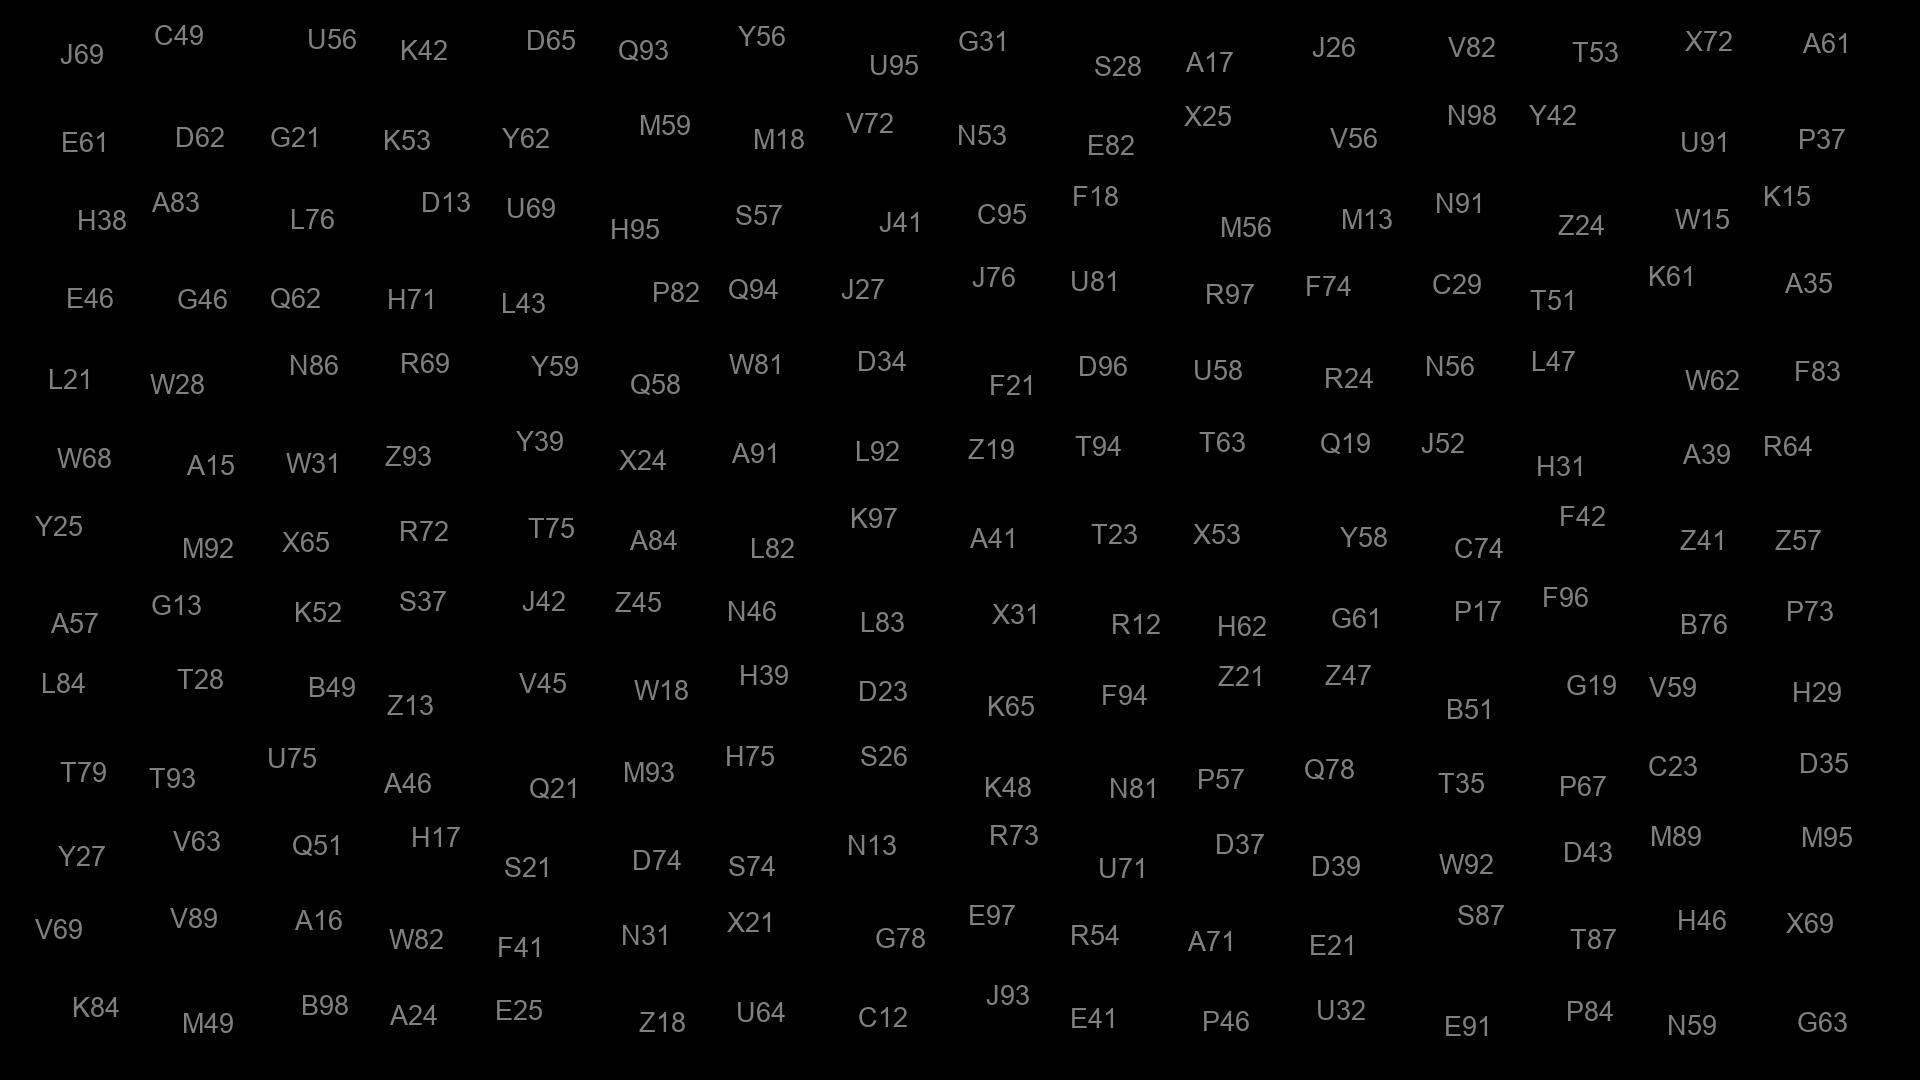 J69 C49 U56 K42 D65 Q93 Y56 U95 G31 S28 A17 J26 V82 T53 X72 A61
E61 D62 G21 K53 Y62 M59 M18 V72 N53 E82 X25 V56 N98 Y42 U91 P37
H38 A83 L76 D13 U69 H95 S57 J41 C95 F18 M56 M13 N91 Z24 W15 K15
E46 G46 Q62 H71 L43 P82 Q94 J27 J76 U81 R97 F74 C29 T51 K61 A35
L21 W28 N86 R69 Y59 Q58 W81 D34 F21 D96 U58 R24 N56 L47 W62 F83
W68 A15 W31 Z93 Y39 X24 A91 L92 Z19 T94 T63 Q19 J52 H31 A39 R64
Y25 M92 X65 R72 T75 A84 L82 K97 A41 T23 X53 Y58 C74 F42 Z41 Z57
A57 G13 K52 S37 J42 Z45 N46 L83 X31 R12 H62 G61 P17 F96 B76 P73
L84 T28 B49 Z13 V45 W18 H39 D23 K65 F94 Z21 Z47 B51 G19 V59 H29
T79 T93 U75 A46 Q21 M93 H75 S26 K48 N81 P57 Q78 T35 P67 C23 D35
Y27 V63 Q51 H17 S21 D74 S74 N13 R73 U71 D37 D39 W92 D43 M89 M95
V69 V89 A16 W82 F41 N31 X21 G78 E97 R54 A71 E21 S87 T87 H46 X69
K84 M49 B98 A24 E25 Z18 U64 C12 J93 E41 P46 U32 E91 P84 N59 G63